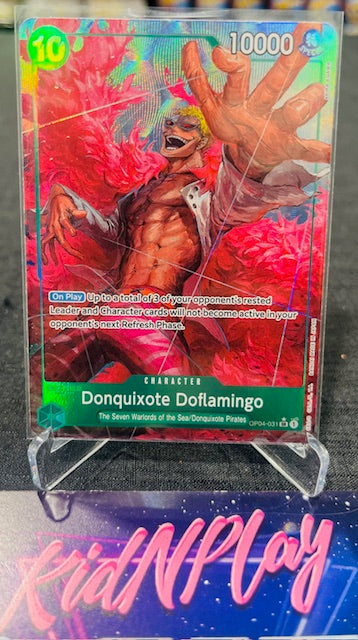 10
10000
On Play Up to a total of 3 of your opponent's rested
Leader and Character cards will not become active in your
opponent's next Refresh Phase.
CHARACTER
Donquixote Doflamingo
The Seven Warlords of the Sea/Donquixote Pirates
OP04-031 SR 1
KidNPlay